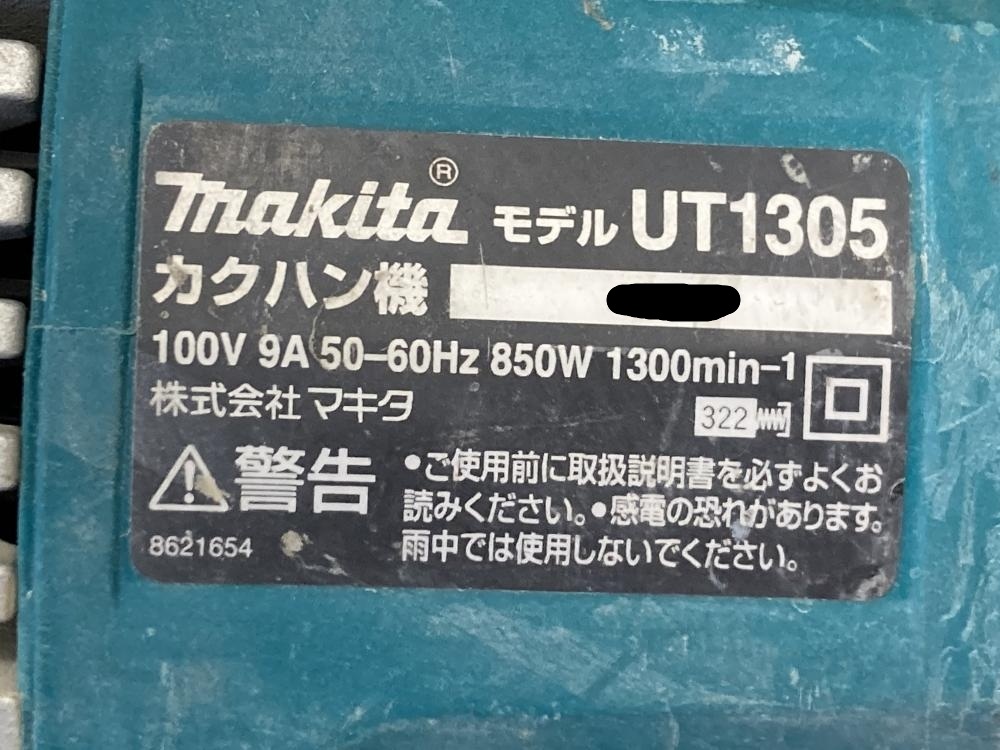 makita® モデル UT1305
カクハン機
100V 9A 50–60Hz 850W 1300min–1
株式会社 マキタ
322
警告
●ご使用前に取扱説明書を必ずよくお
読みください。●感電の恐れがあります。
雨中では使用しないでください。
8621654